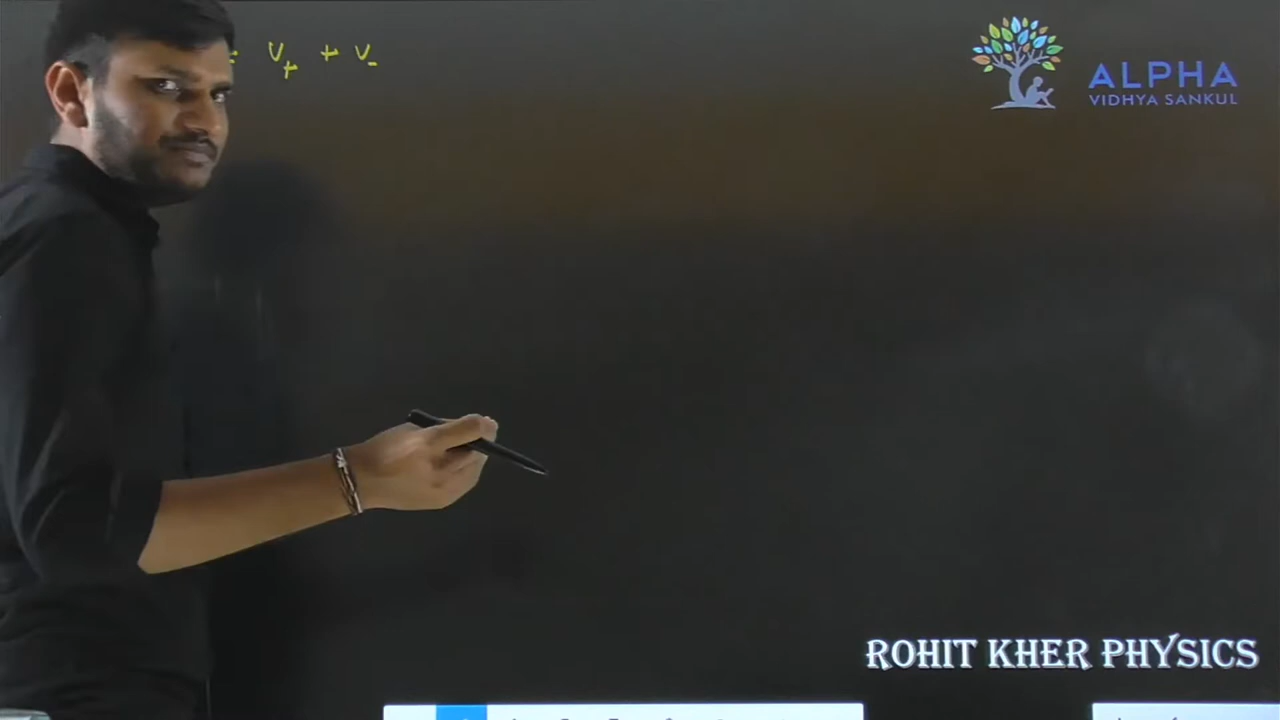 = V₊ + V₋
ALPHA
VIDHYA SANKUL
ROHIT KHER PHYSICS